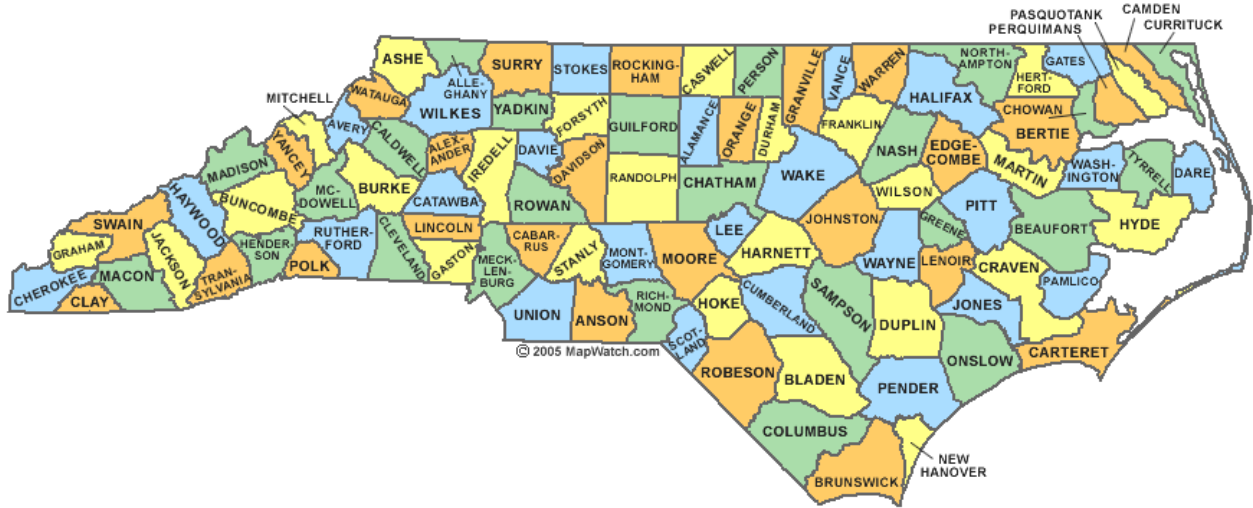 PASQUOTANK
PERQUIMANS
CAMDEN
CURRITUCK
ASHE
ALLE-
GHANY
SURRY
STOKES
ROCKING-
HAM
CASWELL
PERSON
GRANVILLE
VANCE
WARREN
NORTH-
AMPTON
HERT-
FORD
GATES
MITCHELL
WATAUGA
WILKES
YADKIN
FORSYTH
GUILFORD
ALAMANCE
ORANGE
DURHAM
FRANKLIN
HALIFAX
CHOWAN
BERTIE
AVERY
CALDWELL
ALEX-
ANDER
IREDELL
DAVIE
DAVIDSON
RANDOLPH
CHATHAM
WAKE
NASH
EDGE-
COMBE
MARTIN
WASH-
INGTON
TYRRELL
DARE
MADISON
YANCEY
MC-
DOWELL
BURKE
CATAWBA
ROWAN
WILSON
PITT
BEAUFORT
HYDE
HAYWOOD
BUNCOMBE
RUTHER-
FORD
CLEVELAND
LINCOLN
GASTON
CABAR-
RUS
STANLY
MONT-
GOMERY
MOORE
LEE
HARNETT
JOHNSTON
WAYNE
GREENE
LENOIR
CRAVEN
PAMLICO
SWAIN
GRAHAM
JACKSON
HENDER-
SON
POLK
TRAN-
SYLVANIA
MECK-
LEN-
BURG
CHEROKEE
CLAY
MACON
UNION
ANSON
RICH-
MOND
SCOT-
LAND
HOKE
CUMBERLAND
SAMPSON
DUPLIN
JONES
ONSLOW
CARTERET
© 2005 MapWatch.com
ROBESON
BLADEN
PENDER
COLUMBUS
BRUNSWICK
NEW
HANOVER